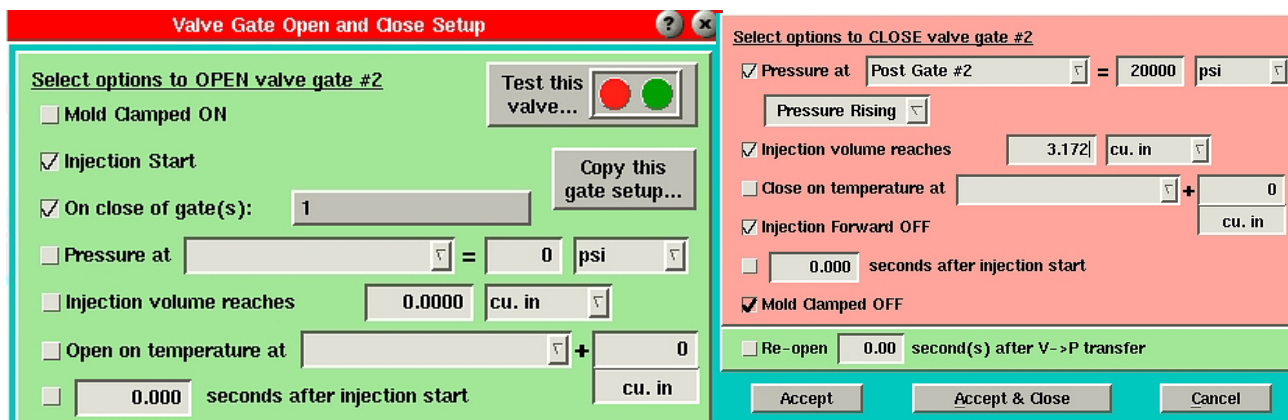 Valve Gate Open and Close Setup
?
x
Select options to OPEN valve gate #2
Test this
valve...
Mold Clamped ON
Injection Start
Copy this
gate setup...
On close of gate(s): 1
Pressure at = 0 psi
Injection volume reaches 0.0000 cu. in
Open on temperature at + 0
cu. in
0.000 seconds after injection start
Select options to CLOSE valve gate #2
Pressure at Post Gate #2 = 20000 psi
Pressure Rising
Injection volume reaches 3.172 cu. in
Close on temperature at + 0
cu. in
Injection Forward OFF
0.000 seconds after injection start
Mold Clamped OFF
Re-open 0.00 second(s) after V->P transfer
Accept Accept & Close Cancel